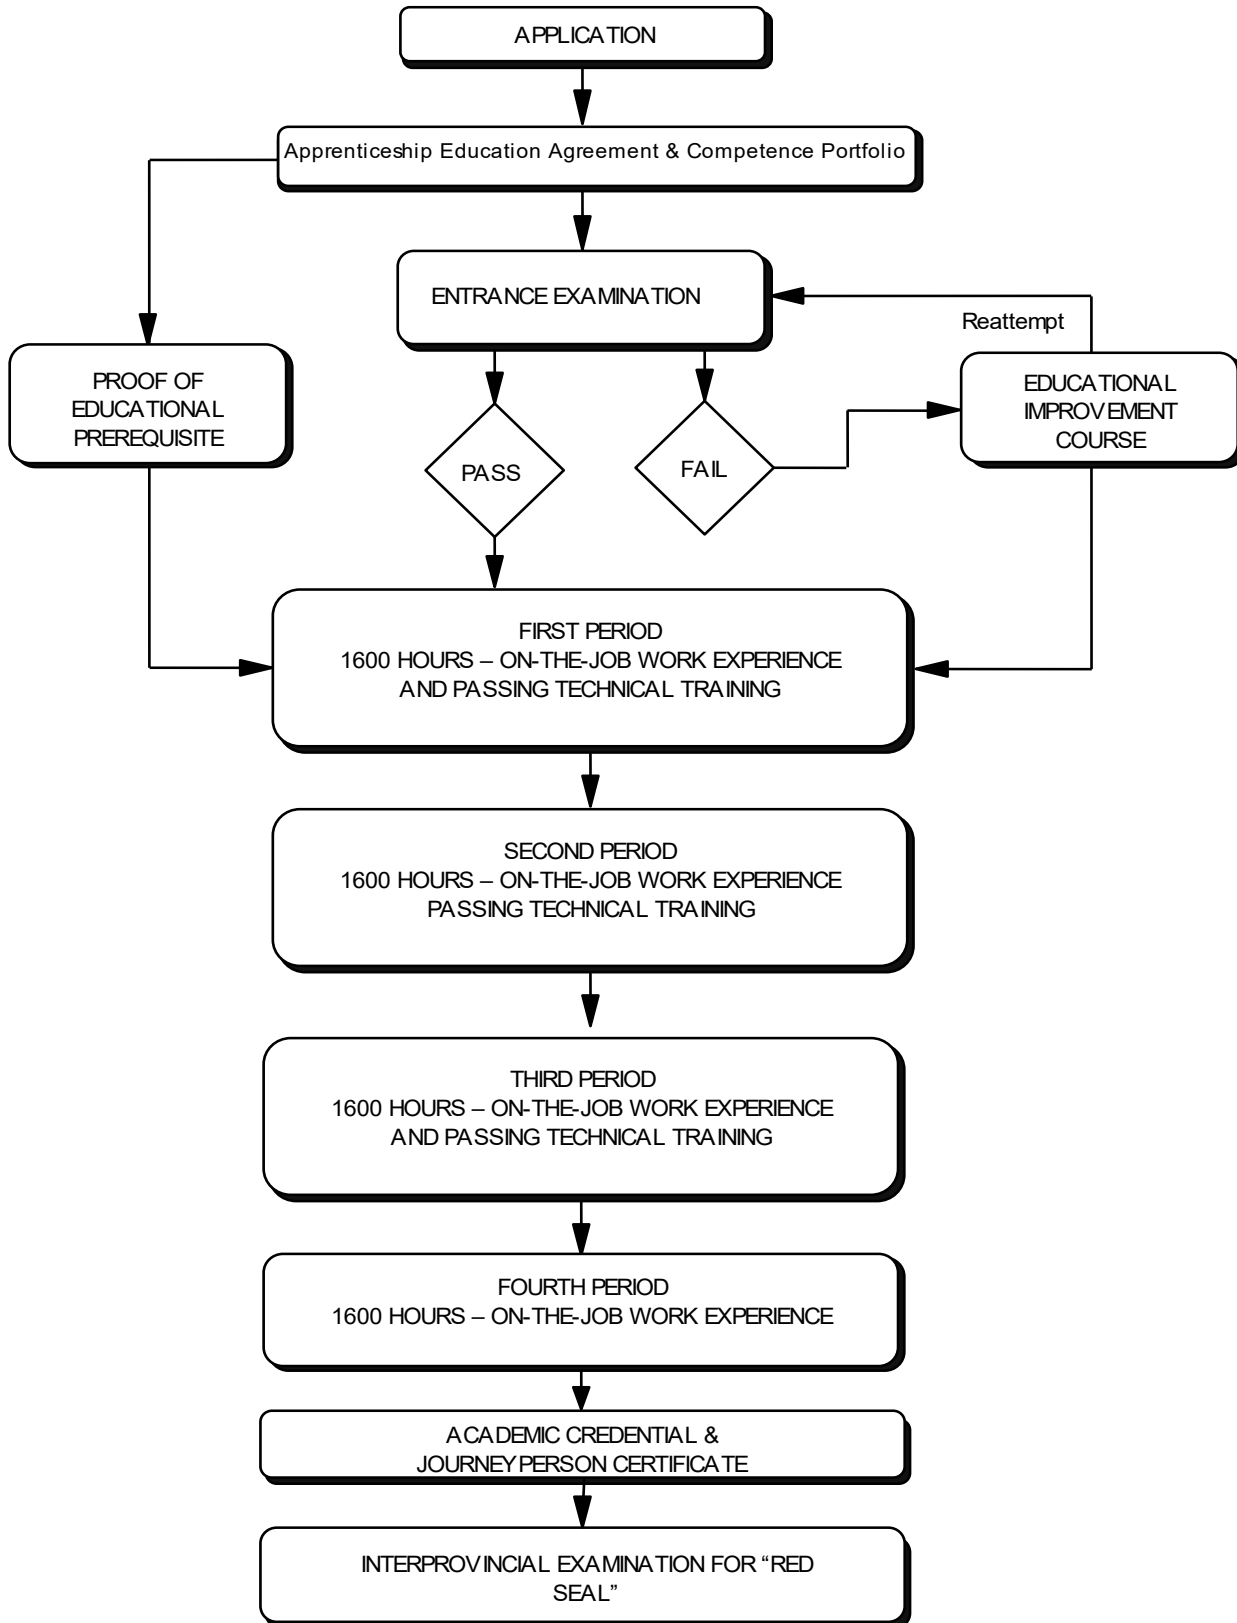 APPLICATION
Apprenticeship Education Agreement & Competence Portfolio
ENTRANCE EXAMINATION
Reattempt
PROOF OF
EDUCATIONAL
PREREQUISITE
EDUCATIONAL
IMPROVEMENT
COURSE
PASS
FAIL
FIRST PERIOD
1600 HOURS – ON-THE-JOB WORK EXPERIENCE
AND PASSING TECHNICAL TRAINING
SECOND PERIOD
1600 HOURS – ON-THE-JOB WORK EXPERIENCE
PASSING TECHNICAL TRAINING
THIRD PERIOD
1600 HOURS – ON-THE-JOB WORK EXPERIENCE
AND PASSING TECHNICAL TRAINING
FOURTH PERIOD
1600 HOURS – ON-THE-JOB WORK EXPERIENCE
ACADEMIC CREDENTIAL &
JOURNEYPERSON CERTIFICATE
INTERPROVINCIAL EXAMINATION FOR “RED
SEAL”